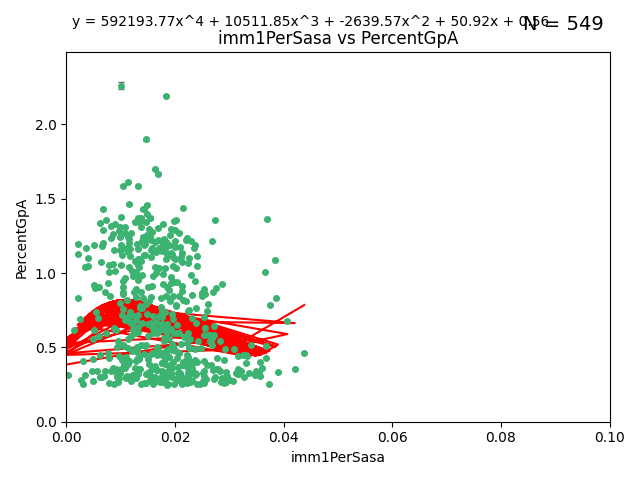 y = 592193.77x^4 + 10511.85x^3 + -2639.57x^2 + 50.92x + 0.56
N = 549
imm1PerSasa vs PercentGpA
PercentGpA
2.0
1.5
1.0
0.5
0.0
0.00 0.02 0.04 0.06 0.08 0.10
imm1PerSasa